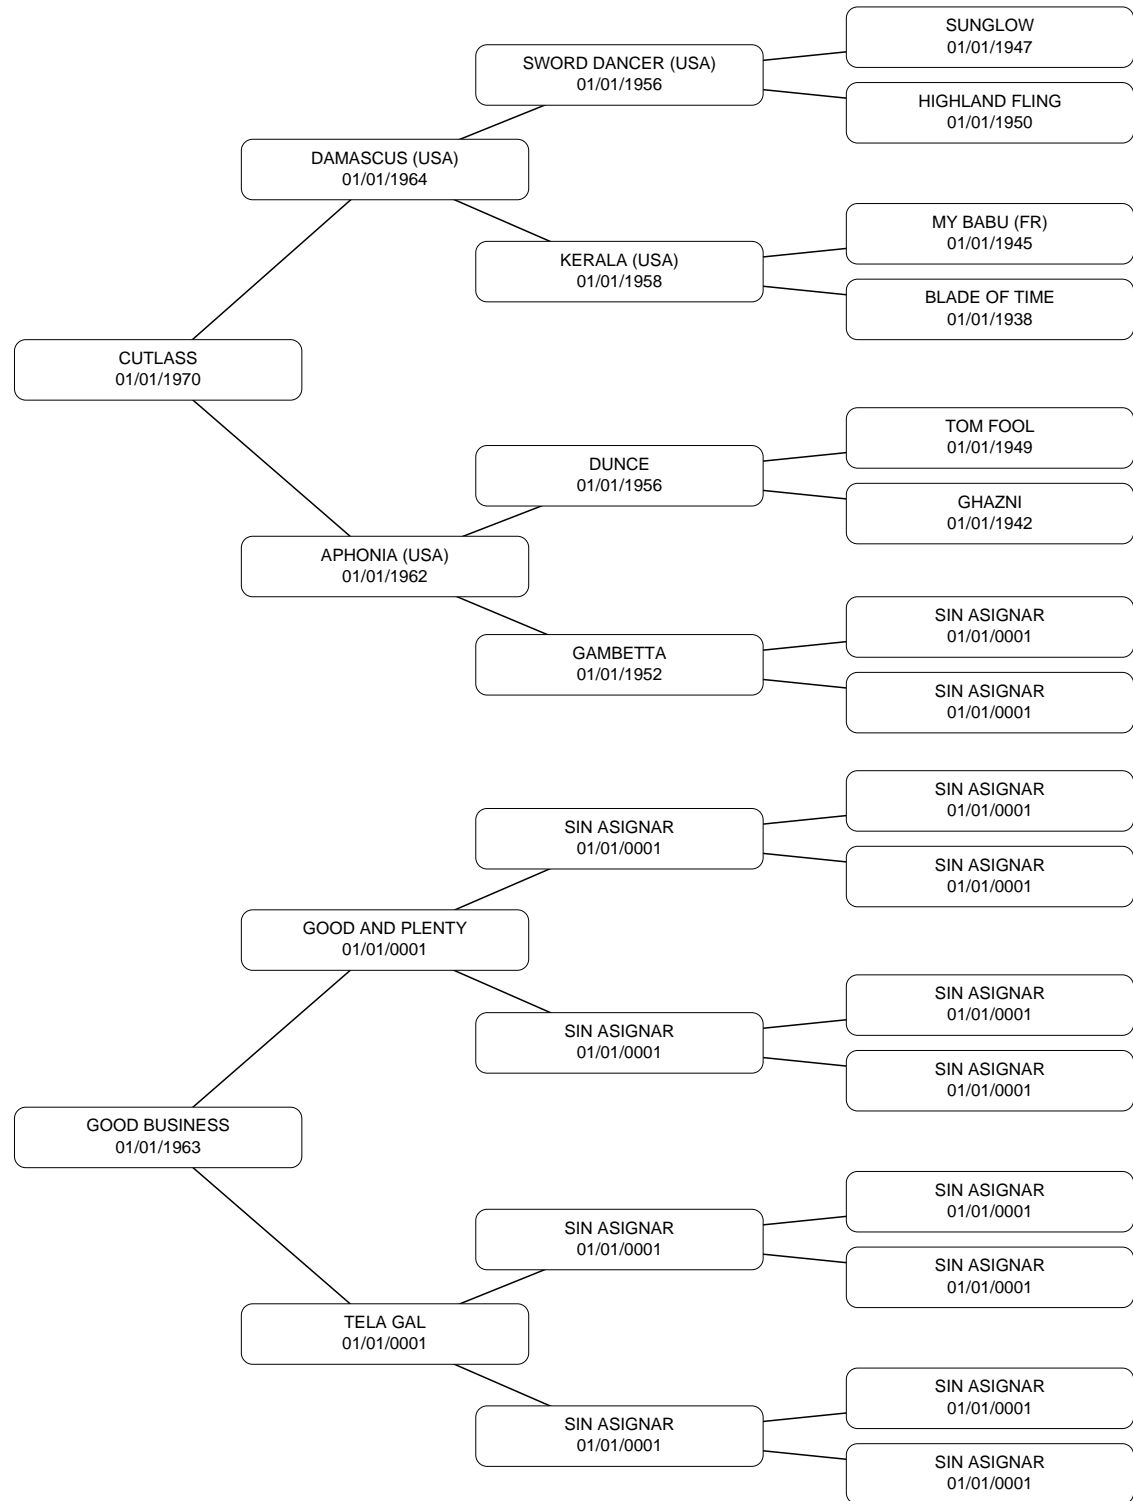 SUNGLOW
01/01/1947
SWORD DANCER (USA)
01/01/1956
HIGHLAND FLING
01/01/1950
DAMASCUS (USA)
01/01/1964
MY BABU (FR)
01/01/1945
KERALA (USA)
01/01/1958
BLADE OF TIME
01/01/1938
CUTLASS
01/01/1970
TOM FOOL
01/01/1949
DUNCE
01/01/1956
GHAZNI
01/01/1942
APHONIA (USA)
01/01/1962
SIN ASIGNAR
01/01/0001
GAMBETTA
01/01/1952
SIN ASIGNAR
01/01/0001
SIN ASIGNAR
01/01/0001
SIN ASIGNAR
01/01/0001
SIN ASIGNAR
01/01/0001
GOOD AND PLENTY
01/01/0001
SIN ASIGNAR
01/01/0001
SIN ASIGNAR
01/01/0001
SIN ASIGNAR
01/01/0001
GOOD BUSINESS
01/01/1963
SIN ASIGNAR
01/01/0001
SIN ASIGNAR
01/01/0001
SIN ASIGNAR
01/01/0001
TELA GAL
01/01/0001
SIN ASIGNAR
01/01/0001
SIN ASIGNAR
01/01/0001
SIN ASIGNAR
01/01/0001